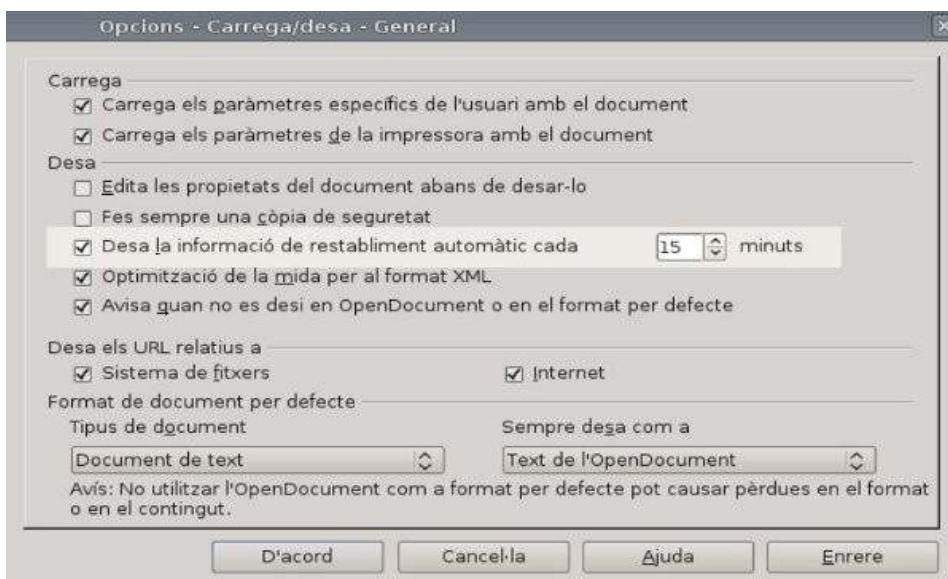 Opcions - Carrega/desa - General
Carrega
Carrega els paràmetres específics de l'usuari amb el document
Carrega els paràmetres de la impressora amb el document
Desa
Edita les propietats del document abans de desar-lo
Fes sempre una còpia de seguretat
Desa la informació de restabliment automàtic cada 15 minuts
Optimització de la mida per al format XML
Avisa quan no es desi en OpenDocument o en el format per defecte
Desa els URL relatius a
Sistema de fitxers Internet
Format de document per defecte
Tipus de document Sempre desa com a
Document de text Text de l'OpenDocument
Avís: No utilitzar l'OpenDocument com a format per defecte pot causar pèrdues en el format
o en el contingut.
D'acord Cancel·la Ajuda Enrere